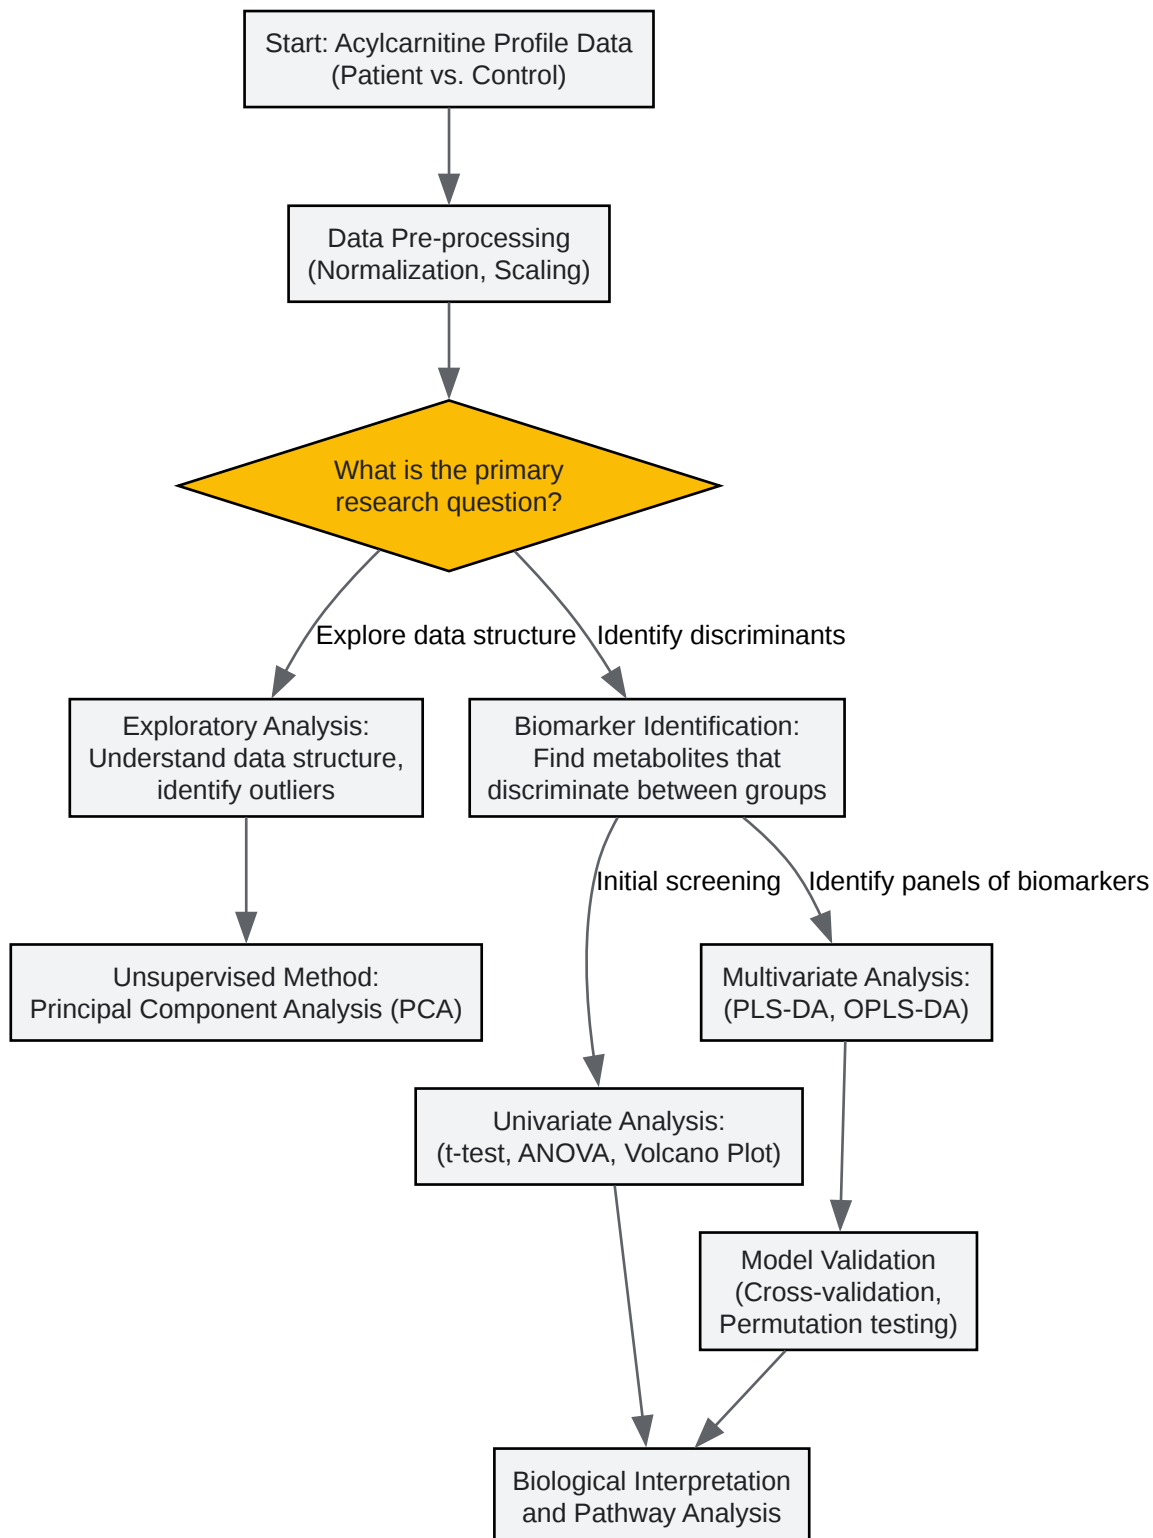 Start: Acylcarnitine Profile Data
(Patient vs. Control)
Data Pre-processing
(Normalization, Scaling)
What is the primary
research question?
Explore data structure
Identify discriminants
Exploratory Analysis:
Understand data structure,
identify outliers
Biomarker Identification:
Find metabolites that
discriminate between groups
Initial screening
Identify panels of biomarkers
Unsupervised Method:
Principal Component Analysis (PCA)
Multivariate Analysis:
(PLS-DA, OPLS-DA)
Univariate Analysis:
(t-test, ANOVA, Volcano Plot)
Model Validation
(Cross-validation,
Permutation testing)
Biological Interpretation
and Pathway Analysis